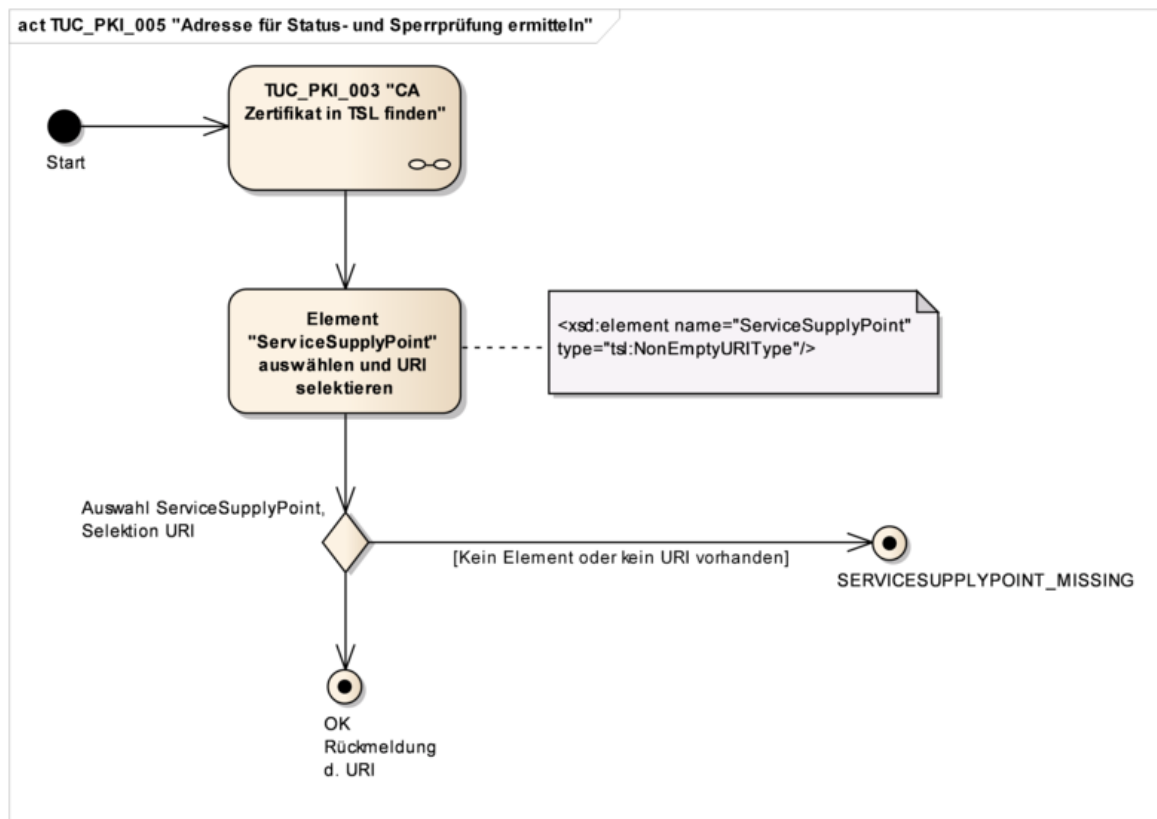 act TUC_PKI_005 "Adresse für Status- und Sperrprüfung ermitteln"
TUC_PKI_003 "CA
Zertifikat in TSL finden"
Start
Element
"ServiceSupplyPoint"
auswählen und URI
selektieren
<xsd:element name="ServiceSupplyPoint"
type="tsl:NonEmptyURIType"/>
Auswahl ServiceSupplyPoint,
Selektion URI
[Kein Element oder kein URI vorhanden]
SERVICESUPPLYPOINT_MISSING
OK
Rückmeldung
d. URI